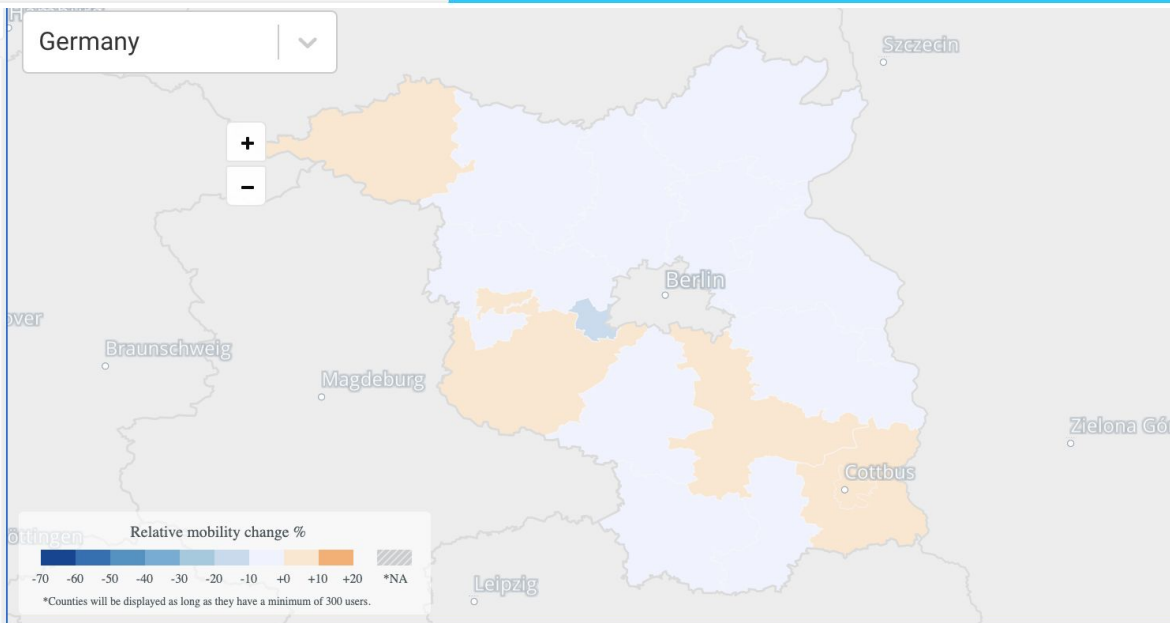 Germany
Szczecin
+
−
Berlin
Braunschweig
Magdeburg
Zielona Gó
Cottbus
Relative mobility change %
-70 -60 -50 -40 -30 -20 -10 +0 +10 +20 *NA
*Counties will be displayed as long as they have a minimum of 300 users.
Leipzig